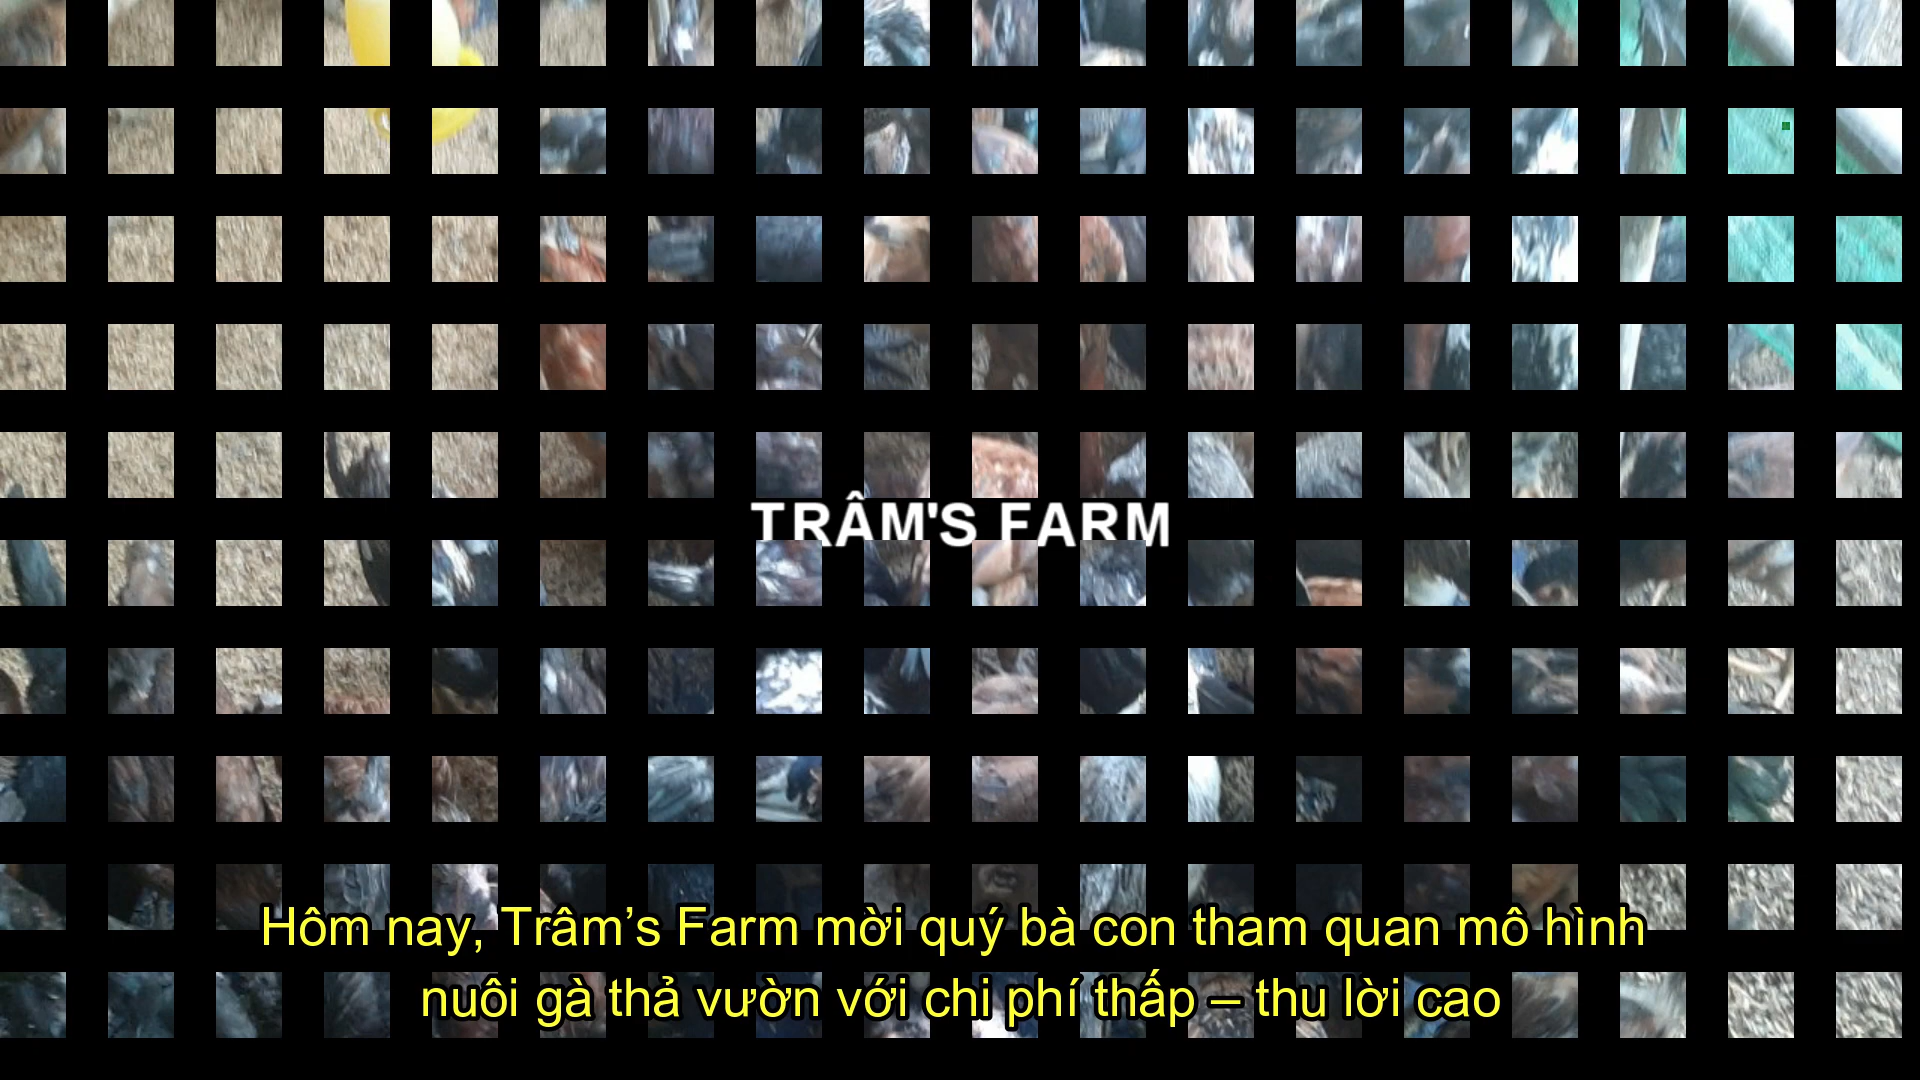 TRÂM'S FARM
Hôm nay, Trâm’s Farm mời quý bà con tham quan mô hình
nuôi gà thả vườn với chi phí thấp – thu lời cao